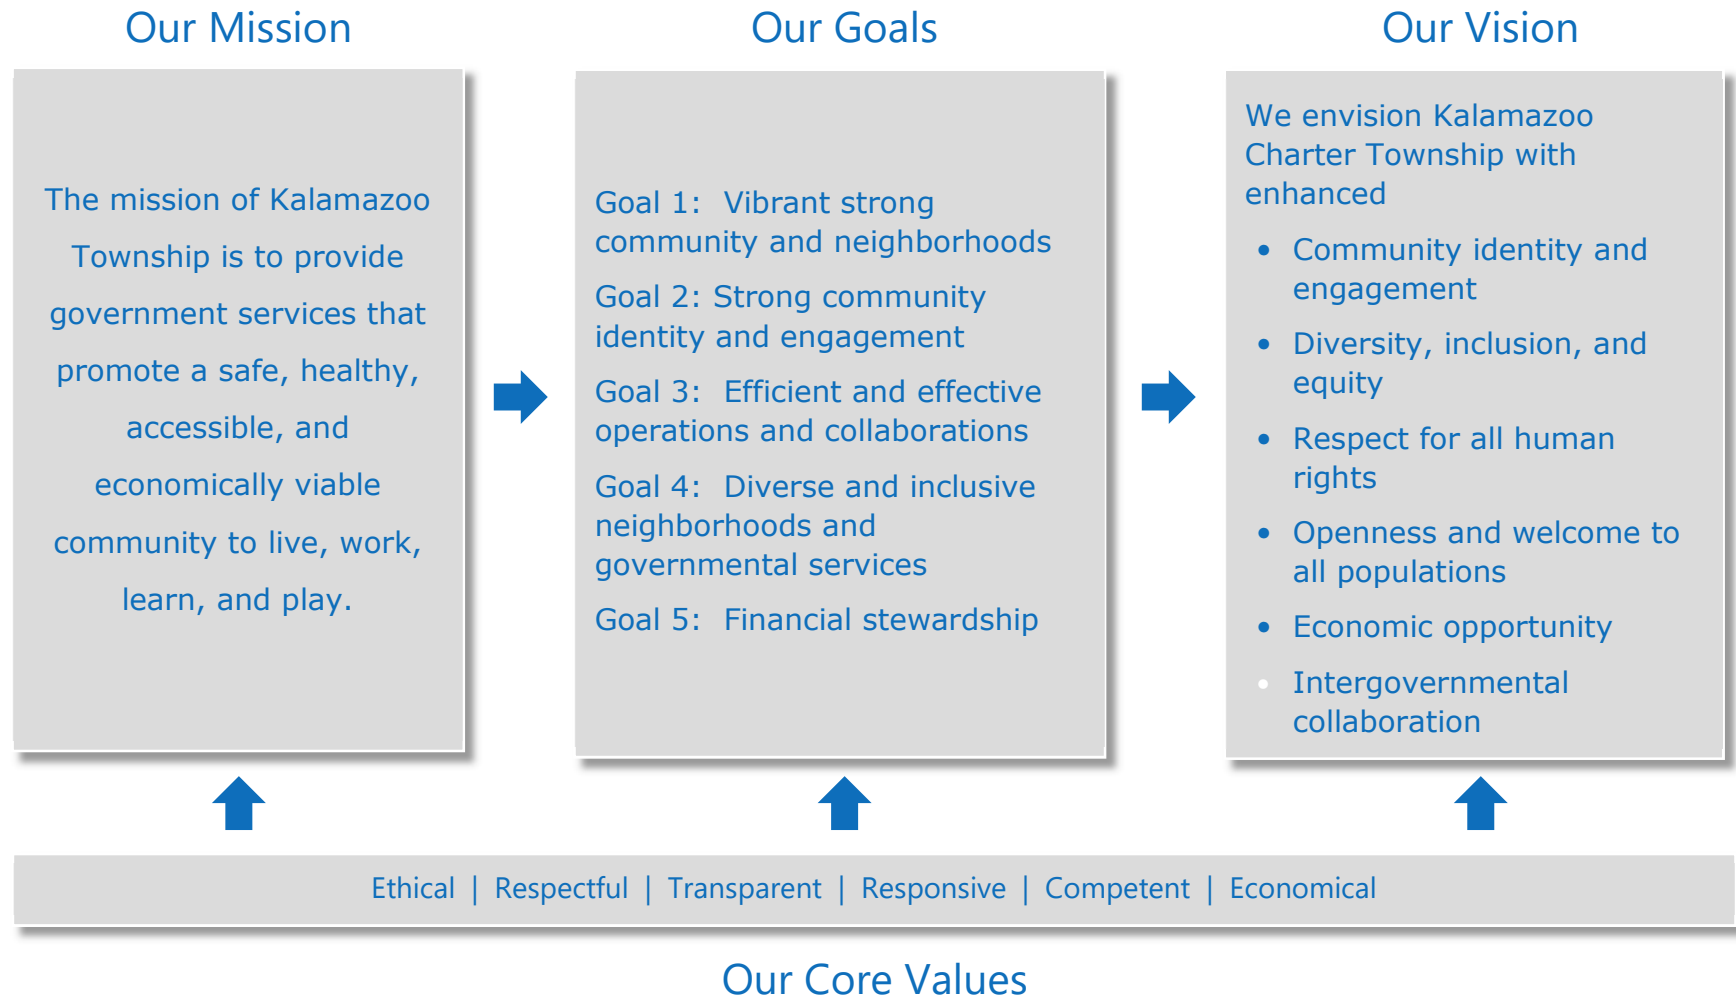 Our Mission
The mission of Kalamazoo
Township is to provide
government services that
promote a safe, healthy,
accessible, and
economically viable
community to live, work,
learn, and play.
Our Goals
Goal 1:  Vibrant strong
community and neighborhoods
Goal 2: Strong community
identity and engagement
Goal 3:  Efficient and effective
operations and collaborations
Goal 4:  Diverse and inclusive
neighborhoods and
governmental services
Goal 5:  Financial stewardship
Our Vision
We envision Kalamazoo
Charter Township with
enhanced
• Community identity and
engagement
• Diversity, inclusion, and
equity
• Respect for all human
rights
• Openness and welcome to
all populations
• Economic opportunity
• Intergovernmental
collaboration
Ethical | Respectful | Transparent | Responsive | Competent | Economical
Our Core Values